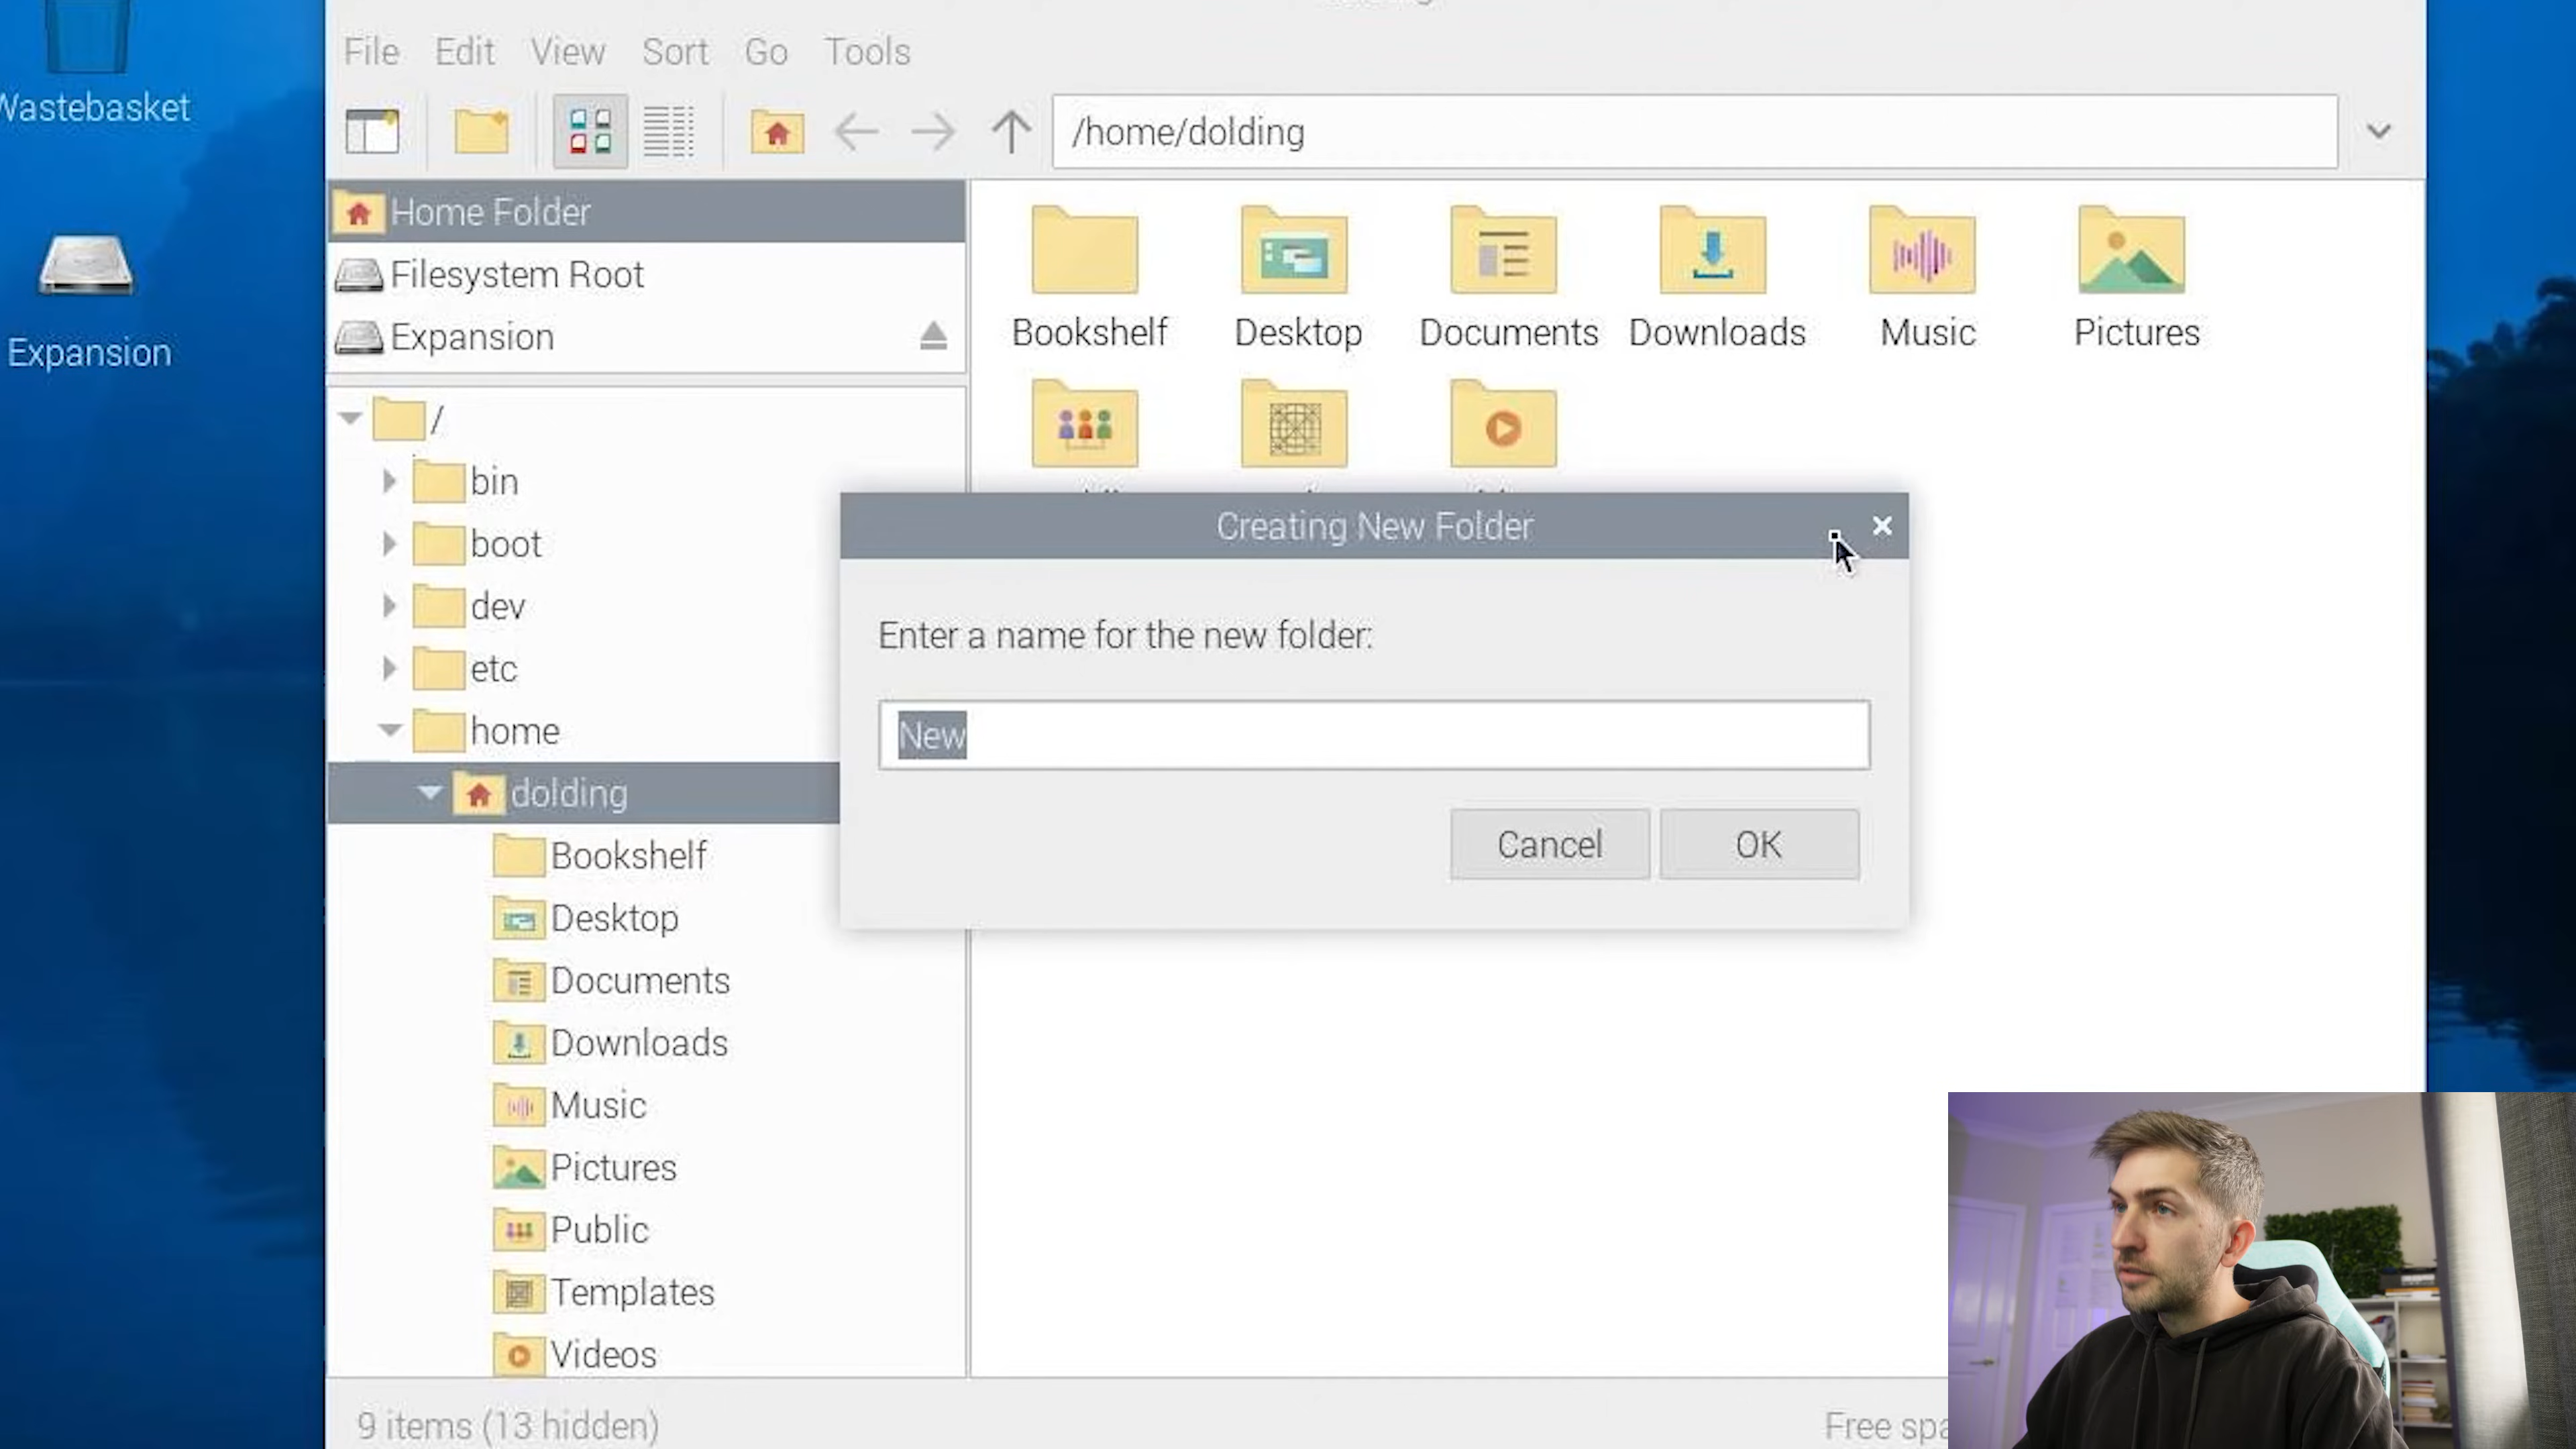 File Edit View Sort Go Tools
Wastebasket
/home/dolding
Home Folder
Filesystem Root
Expansion
Expansion
Bookshelf Desktop Documents Downloads Music Pictures
/
bin
boot
dev
etc
home
dolding
Bookshelf
Desktop
Documents
Downloads
Music
Pictures
Public
Templates
Videos
Creating New Folder
Enter a name for the new folder:
New
Cancel OK
9 items (13 hidden)
Free